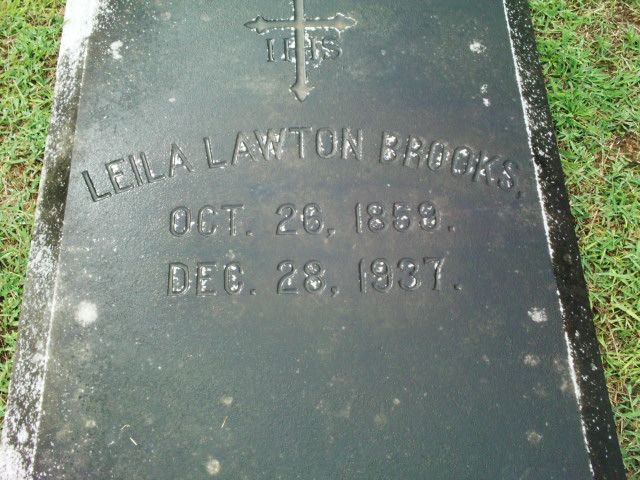 IHS
LEILA LAWTON BROOKS,
OCT. 26, 1859.
DEC. 28, 1937.